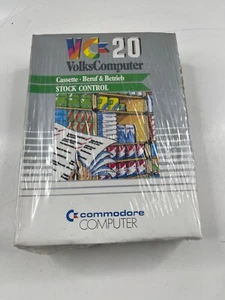 VC-20
VolksComputer
Cassette · Beruf & Betrieb
STOCK CONTROL
commodore
COMPUTER